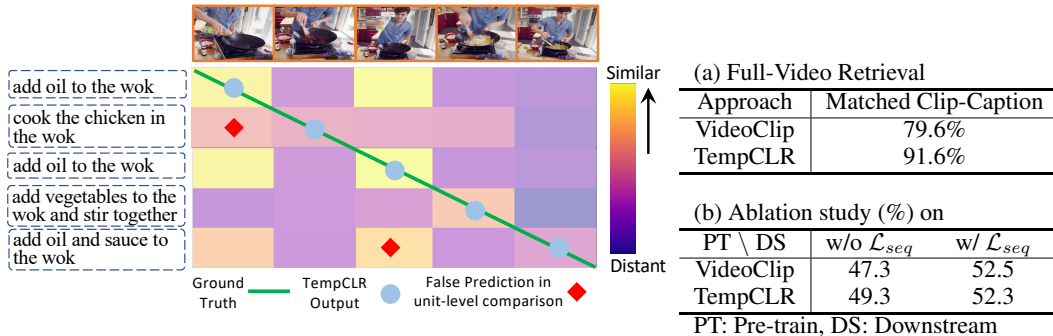 add oil to the wok
cook the chicken in
the wok
add oil to the wok
add vegetables to the
wok and stir together
add oil and sauce to
the wok
Similar
Distant
Ground
Truth
TempCLR
Output
False Prediction in
unit-level comparison
(a) Full-Video Retrieval
Approach Matched Clip-Caption
VideoClip 79.6%
TempCLR 91.6%
(b) Ablation study (%) on
PT \ DS w/o ℒseq w/ ℒseq
VideoClip 47.3 52.5
TempCLR 49.3 52.3
PT: Pre-train, DS: Downstream